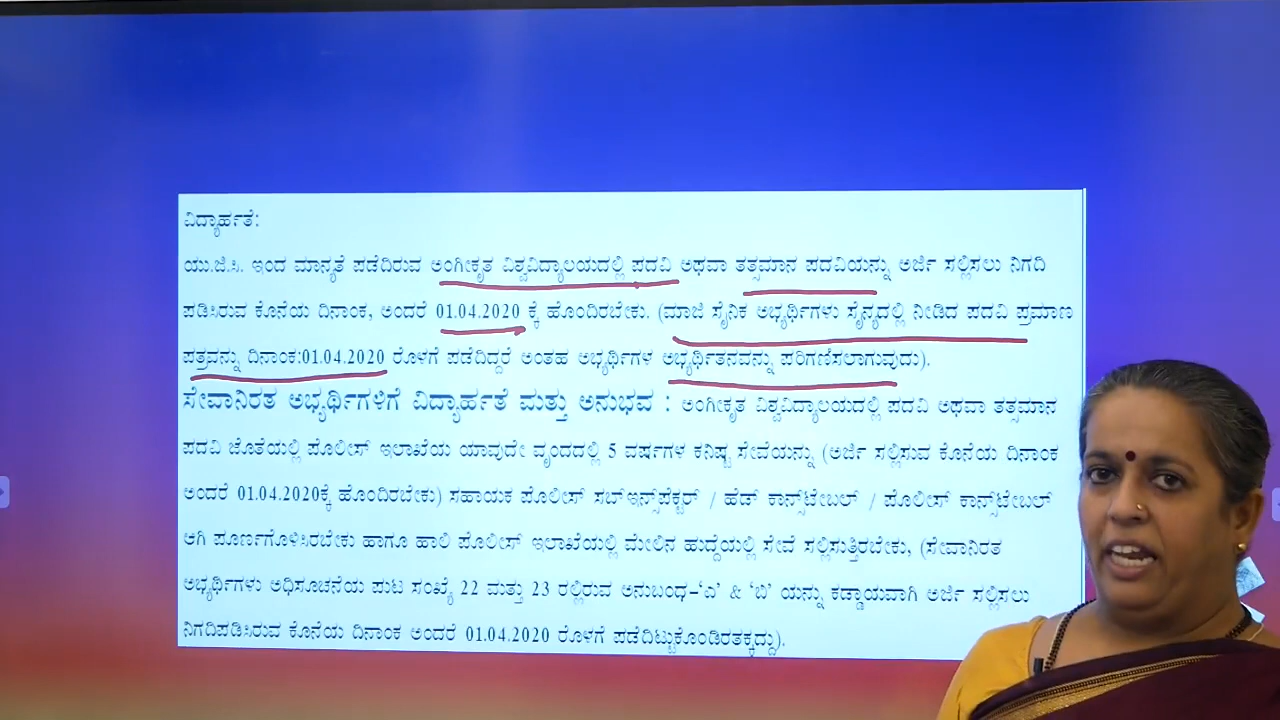 ವಿದ್ಯಾರ್ಹತೆ:
ಯು.ಜಿ.ಸಿ. ಇಂದ ಮಾನ್ಯತೆ ಪಡೆದಿರುವ ಅಂಗೀಕೃತ ವಿಶ್ವವಿದ್ಯಾಲಯದಲ್ಲಿ ಪದವಿ ಅಥವಾ ತತ್ಸಮಾನ ಪದವಿಯನ್ನು ಅರ್ಜಿ ಸಲ್ಲಿಸಲು ನಿಗದಿ
ಪಡಿಸಿರುವ ಕೊನೆಯ ದಿನಾಂಕ, ಅಂದರೆ 01.04.2020 ಕ್ಕೆ ಹೊಂದಿರಬೇಕು. (ಮಾಜಿ ಸೈನಿಕ ಅಭ್ಯರ್ಥಿಗಳು ಸೈನ್ಯದಲ್ಲಿ ನೀಡಿದ ಪದವಿ ಪ್ರಮಾಣ
ಪತ್ರವನ್ನು ದಿನಾಂಕ:01.04.2020 ರೊಳಗೆ ಪಡೆದಿದ್ದರೆ ಅಂತಹ ಅಭ್ಯರ್ಥಿಗಳ ಅಭ್ಯರ್ಥಿತನವನ್ನು ಪರಿಗಣಿಸಲಾಗುವುದು).
ಸೇವಾನಿರತ ಅಭ್ಯರ್ಥಿಗಳಿಗೆ ವಿದ್ಯಾರ್ಹತೆ ಮತ್ತು ಅನುಭವ : ಅಂಗೀಕೃತ ವಿಶ್ವವಿದ್ಯಾಲಯದಲ್ಲಿ ಪದವಿ ಅಥವಾ ತತ್ಸಮಾನ
ಪದವಿ ಜೊತೆಯಲ್ಲಿ ಪೊಲೀಸ್ ಇಲಾಖೆಯ ಯಾವುದೇ ವೃಂದದಲ್ಲಿ 5 ವರ್ಷಗಳ ಕನಿಷ್ಟ ಸೇವೆಯನ್ನು (ಅರ್ಜಿ ಸಲ್ಲಿಸುವ ಕೊನೆಯ ದಿನಾಂಕ
ಅಂದರೆ 01.04.2020ಕ್ಕೆ ಹೊಂದಿರಬೇಕು) ಸಹಾಯಕ ಪೊಲೀಸ್ ಸಬ್‌ಇನ್ಸ್‌ಪೆಕ್ಟರ್ / ಹೆಡ್ ಕಾನ್ಸ್‌ಟೇಬಲ್ / ಪೊಲೀಸ್ ಕಾನ್ಸ್‌ಟೇಬಲ್
ಆಗಿ ಪೂರ್ಣಗೊಳಿಸಿರಬೇಕು ಹಾಗೂ ಹಾಲಿ ಪೊಲೀಸ್ ಇಲಾಖೆಯಲ್ಲಿ ಮೇಲಿನ ಹುದ್ದೆಯಲ್ಲಿ ಸೇವೆ ಸಲ್ಲಿಸುತ್ತಿರಬೇಕು, (ಸೇವಾನಿರತ
ಅಭ್ಯರ್ಥಿಗಳು ಅಧಿಸೂಚನೆಯ ಪುಟ ಸಂಖ್ಯೆ 22 ಮತ್ತು 23 ರಲ್ಲಿರುವ ಅನುಬಂಧ-'ಎ' & 'ಬಿ' ಯನ್ನು ಕಡ್ಡಾಯವಾಗಿ ಅರ್ಜಿ ಸಲ್ಲಿಸಲು
ನಿಗದಿಪಡಿಸಿರುವ ಕೊನೆಯ ದಿನಾಂಕ ಅಂದರೆ 01.04.2020 ರೊಳಗೆ ಪಡೆದಿಟ್ಟುಕೊಂಡಿರತಕ್ಕದ್ದು).